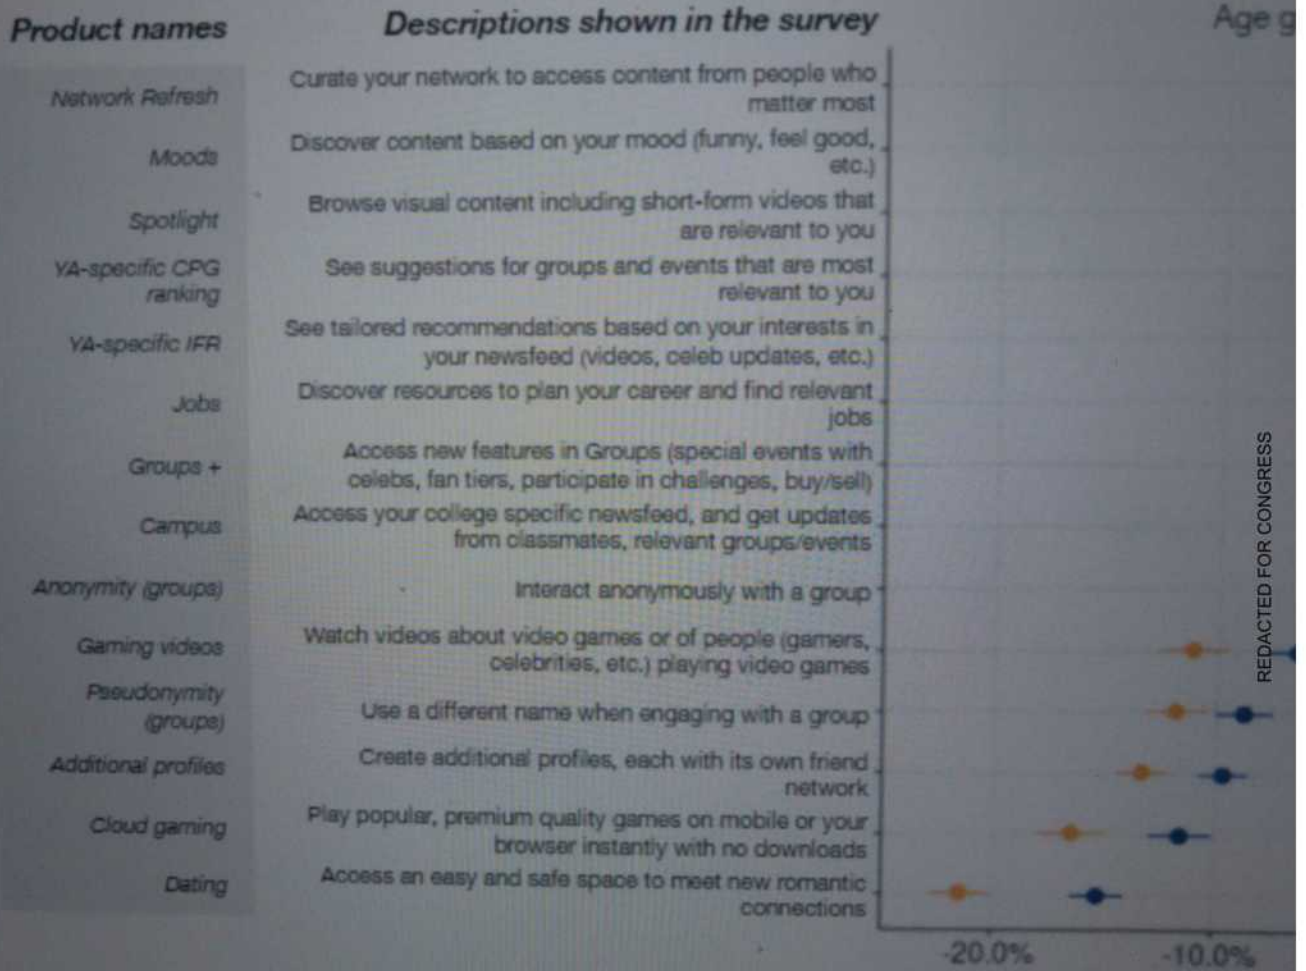 Product names
Descriptions shown in the survey
Age g
Network Refresh
Curate your network to access content from people who
matter most
Moods
Discover content based on your mood (funny, feel good,
etc.)
Spotlight
Browse visual content including short-form videos that
are relevant to you
YA-specific CPG
ranking
See suggestions for groups and events that are most
relevant to you
YA-specific IFR
See tailored recommendations based on your interests in
your newsfeed (videos, celeb updates, etc.)
Jobs
Discover resources to plan your career and find relevant
jobs
Groups +
Access new features in Groups (special events with
celebs, fan tiers, participate in challenges, buy/sell)
Campus
Access your college specific newsfeed, and get updates
from classmates, relevant groups/events
Anonymity (groups)
Interact anonymously with a group
Gaming videos
Watch videos about video games or of people (gamers,
celebrities, etc.) playing video games
Pseudonymity
(groups)
Use a different name when engaging with a group
Additional profiles
Create additional profiles, each with its own friend
network
Cloud gaming
Play popular, premium quality games on mobile or your
browser instantly with no downloads
Dating
Access an easy and safe space to meet new romantic
connections
-20.0%
-10.0%
REDACTED FOR CONGRESS